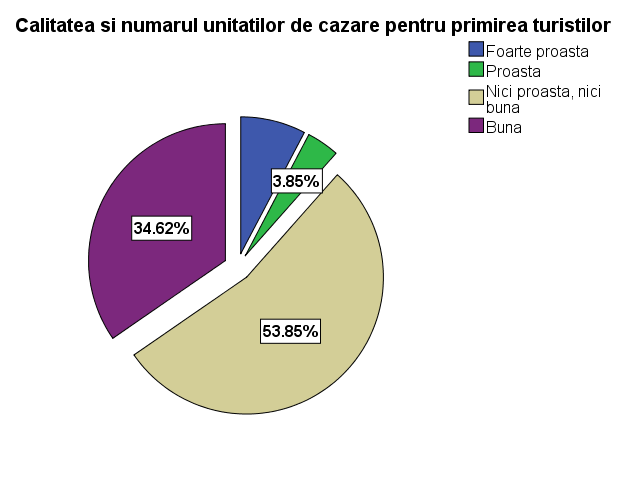 Calitatea si numarul unitatilor de cazare pentru primirea turistilor
Foarte proasta
Proasta
Nici proasta, nici
buna
Buna
3.85%
34.62%
53.85%